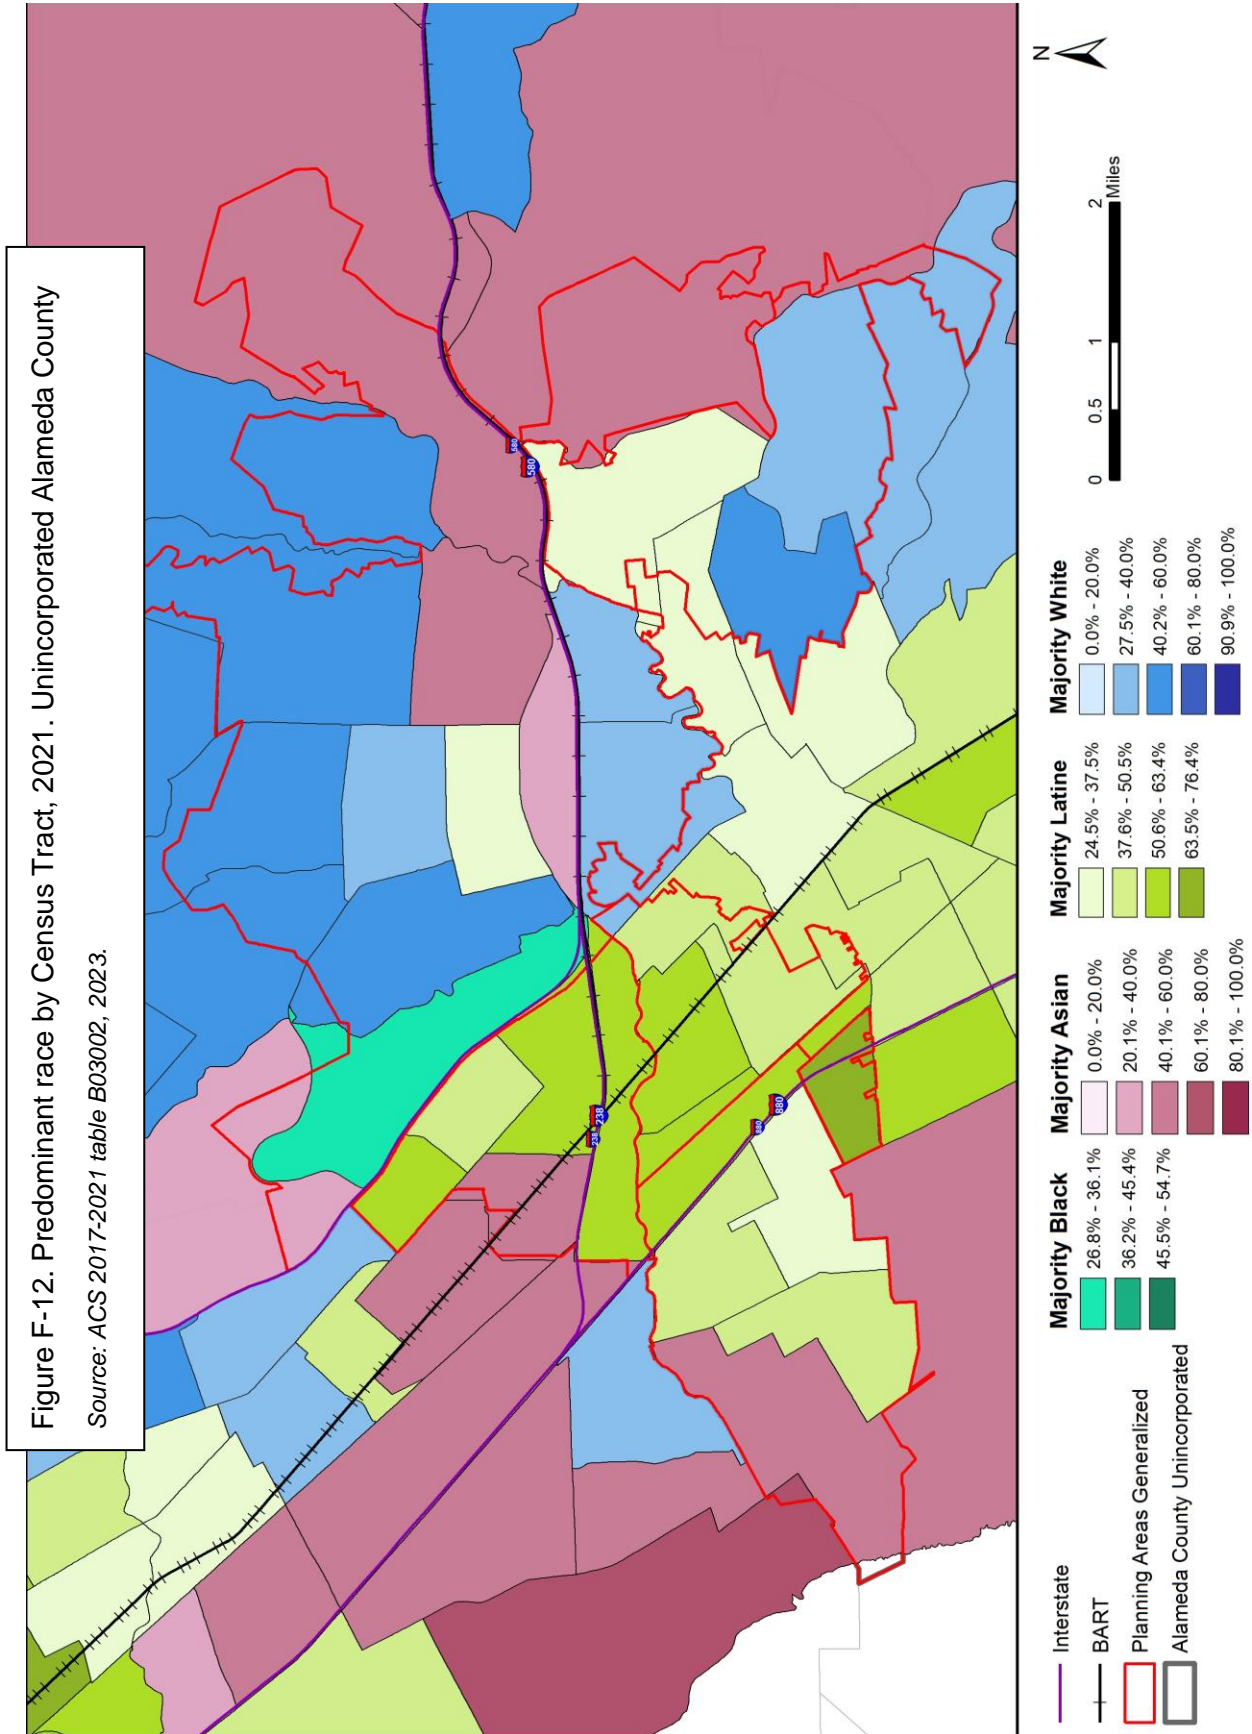 Figure F-12. Predominant race by Census Tract, 2021. Unincorporated Alameda County
Source: ACS 2017-2021 table B03002, 2023.
580
580
238
238
880
880
N
Interstate
BART
Planning Areas Generalized
Alameda County Unincorporated
Majority Black
26.8% - 36.1%
36.2% - 45.4%
45.5% - 54.7%
Majority Asian
0.0% - 20.0%
20.1% - 40.0%
40.1% - 60.0%
60.1% - 80.0%
80.1% - 100.0%
Majority Latine
24.5% - 37.5%
37.6% - 50.5%
50.6% - 63.4%
63.5% - 76.4%
Majority White
0.0% - 20.0%
27.5% - 40.0%
40.2% - 60.0%
60.1% - 80.0%
90.9% - 100.0%
0 0.5 1 2
Miles